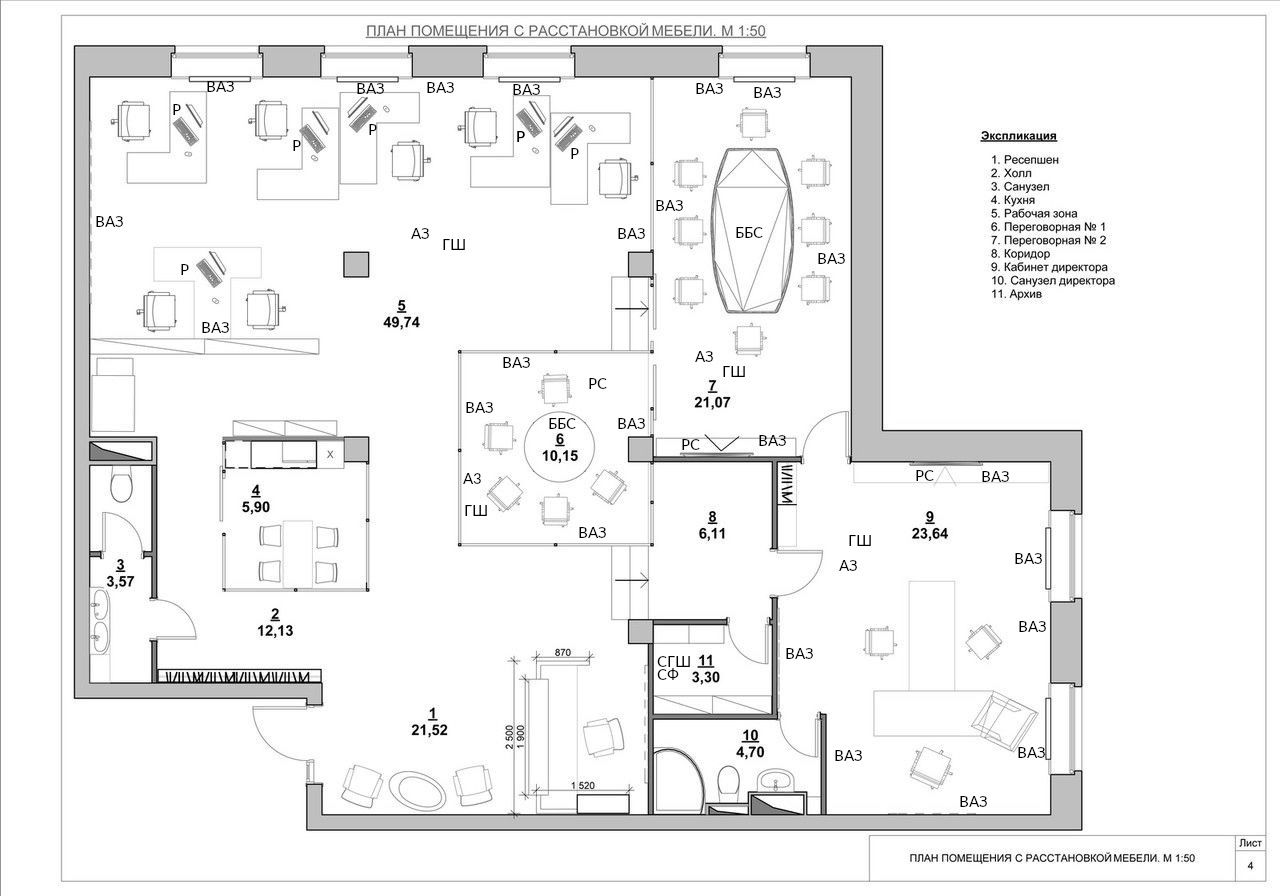 ПЛАН ПОМЕЩЕНИЯ С РАССТАНОВКОЙ МЕБЕЛИ. М 1:50
ВАЗ ВАЗ ВАЗ ВАЗ ВАЗ ВАЗ
Р Р Р Р Р
Экспликация
1. Ресепшен
2. Холл
3. Санузел
4. Кухня
5. Рабочая зона
6. Переговорная № 1
7. Переговорная № 2
8. Коридор
9. Кабинет директора
10. Санузел директора
11. Архив
ВАЗ
ВАЗ
АЗ
ГШ
ВАЗ
ББС
ВАЗ
Р
ВАЗ
5
49,74
АЗ
ГШ
7
21,07
РС
ВАЗ
ВАЗ
РС
ВАЗ
ББС
ВАЗ
6
10,15
АЗ
ГШ
ВАЗ
X
4
5,90
3
3,57
2
12,13
8
6,11
РС
ВАЗ
9
23,64
ГШ
АЗ
ВАЗ
ВАЗ
ВАЗ
СГШ
СФ
11
3,30
870
2 500
1 900
1 520
1
21,52
10
4,70
ВАЗ
ВАЗ
ВАЗ
ПЛАН ПОМЕЩЕНИЯ С РАССТАНОВКОЙ МЕБЕЛИ. М 1:50
Лист
4